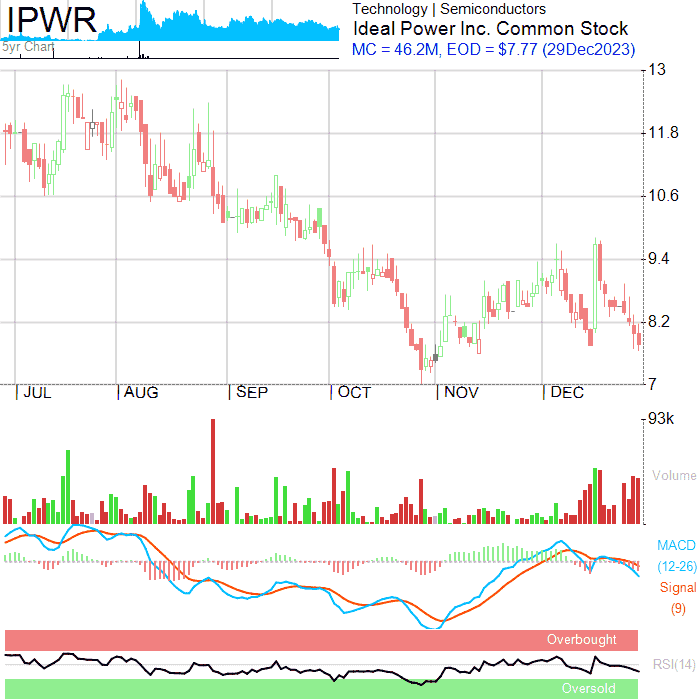 IPWR
5yr Chart
Technology | Semiconductors
Ideal Power Inc. Common Stock
MC = 46.2M, EOD = $7.77 (29Dec2023)
13
11.8
10.6
9.4
8.2
7
JUL AUG SEP OCT NOV DEC
93k
Volume
MACD
(12-26)
Signal
(9)
Overbought
RSI(14)
Oversold